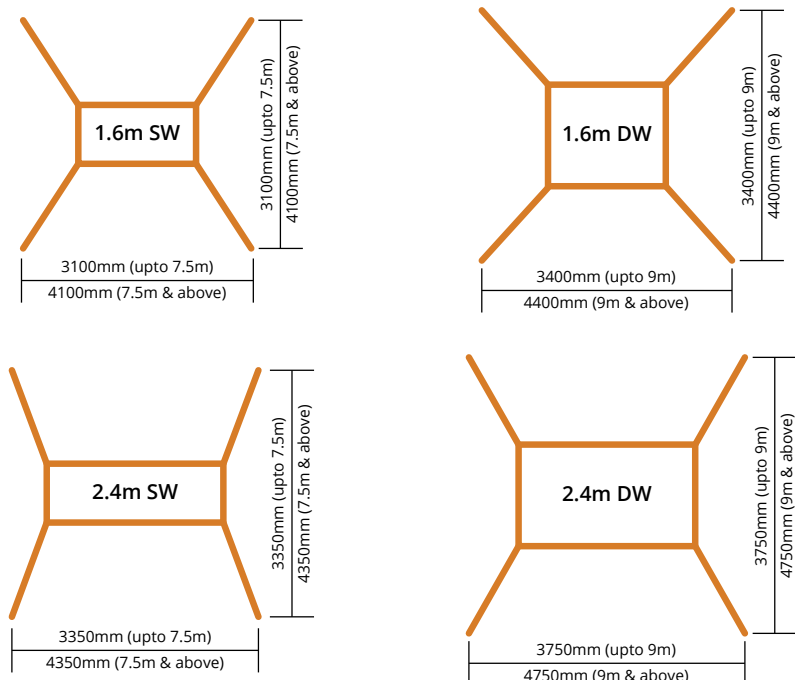 1.6m SW
3100mm (upto 7.5m)
4100mm (7.5m & above)
3100mm (upto 7.5m)
4100mm (7.5m & above)
1.6m DW
3400mm (upto 9m)
4400mm (9m & above)
3400mm (upto 9m)
4400mm (9m & above)
2.4m SW
3350mm (upto 7.5m)
4350mm (7.5m & above)
3350mm (upto 7.5m)
4350mm (7.5m & above)
2.4m DW
3750mm (upto 9m)
4750mm (9m & above)
3750mm (upto 9m)
4750mm (9m & above)